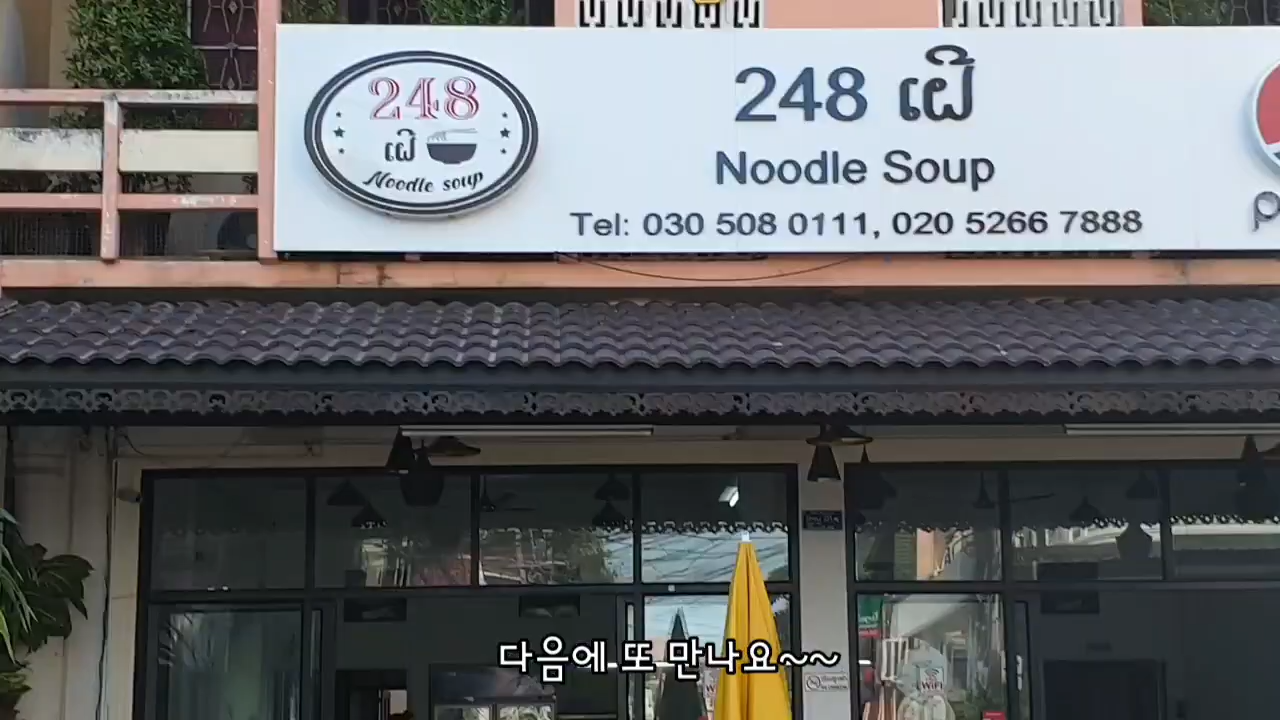 248
ເຝີ
Noodle soup
248 ເຝີ
Noodle Soup
Tel: 030 508 0111, 020 5266 7888
다음에 또 만나요~~
WiFi